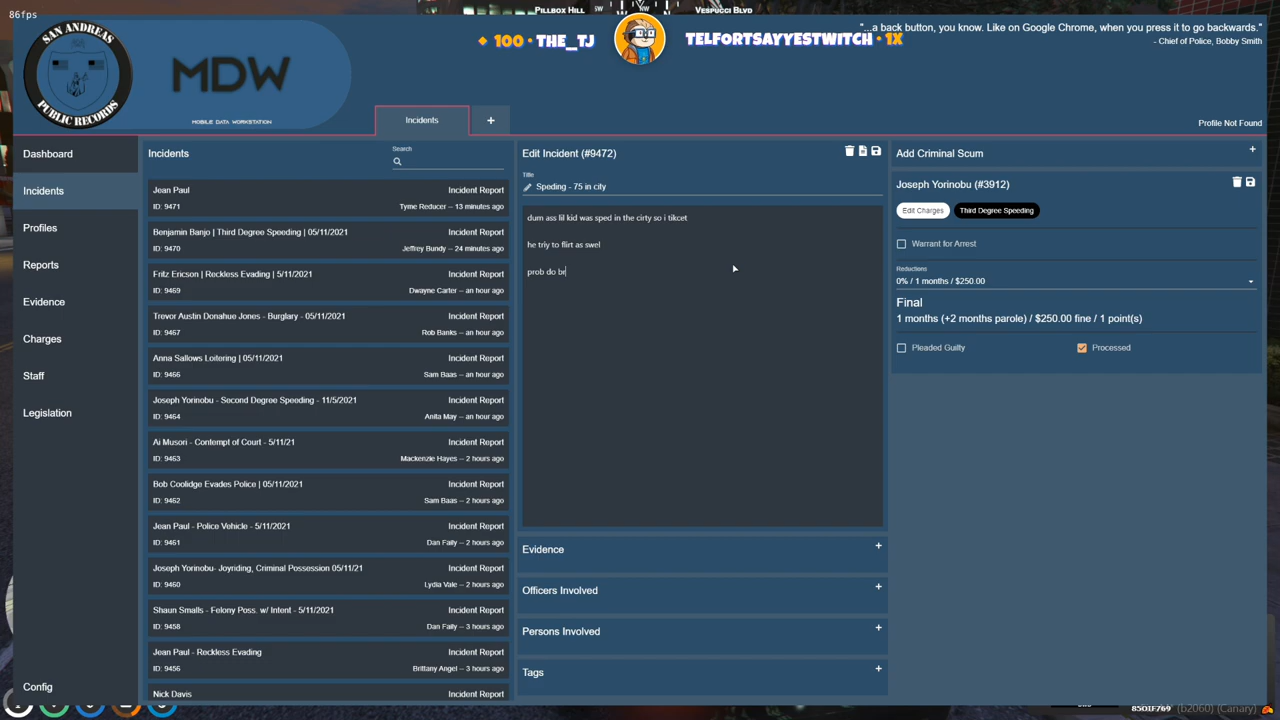 86fps
PILLBOX HILL
SW
NW
VESPUCCI BLVD
SAN ANDREAS
PUBLIC RECORDS
MDW
MOBILE DATA WORKSTATION
100 · THE_TJ
TELFORTSAYYESTWITCH · 1X
"...a back button, you know. Like on Google Chrome, when you press it to go backwards."
- Chief of Police, Bobby Smith
Incidents
+
Profile Not Found
Dashboard
Incidents
Profiles
Reports
Evidence
Charges
Staff
Legislation
Config
Incidents
Search
Jean Paul Incident Report
ID: 9471 Tyme Reducer -- 13 minutes ago
Benjamin Banjo | Third Degree Speeding | 05/11/2021 Incident Report
ID: 9470 Jeffrey Bundy -- 24 minutes ago
Fritz Ericson | Reckless Evading | 5/11/2021 Incident Report
ID: 9469 Dwayne Carter -- an hour ago
Trevor Austin Donahue Jones - Burglary - 05/11/2021 Incident Report
ID: 9467 Rob Banks -- an hour ago
Anna Sallows Loitering | 05/11/2021 Incident Report
ID: 9466 Sam Baas -- an hour ago
Joseph Yorinobu - Second Degree Speeding - 11/5/2021 Incident Report
ID: 9464 Anita May -- an hour ago
Ai Musori - Contempt of Court - 5/11/21 Incident Report
ID: 9463 Mackenzie Hayes -- 2 hours ago
Bob Coolidge Evades Police | 05/11/2021 Incident Report
ID: 9462 Sam Baas -- 2 hours ago
Jean Paul - Police Vehicle - 5/11/2021 Incident Report
ID: 9461 Dan Faily -- 2 hours ago
Joseph Yorinobu- Joyriding, Criminal Possession 05/11/21 Incident Report
ID: 9460 Lydia Vale -- 2 hours ago
Shaun Smalls - Felony Poss. w/ Intent - 5/11/2021 Incident Report
ID: 9458 Dan Faily -- 3 hours ago
Jean Paul - Reckless Evading Incident Report
ID: 9456 Brittany Angel -- 3 hours ago
Nick Davis Incident Report
Edit Incident (#9472)
Title
Speding - 75 in city
dum ass lil kid was sped in the cirty so i tikcet
he triy to flirt as swel
prob do br
Evidence +
Officers Involved +
Persons Involved +
Tags +
Add Criminal Scum +
Joseph Yorinobu (#3912)
Edit Charges Third Degree Speeding
Warrant for Arrest
Reductions
0% / 1 months / $250.00
Final
1 months (+2 months parole) / $250.00 fine / 1 point(s)
Pleaded Guilty Processed
8501F769 (b2060) (Canary)